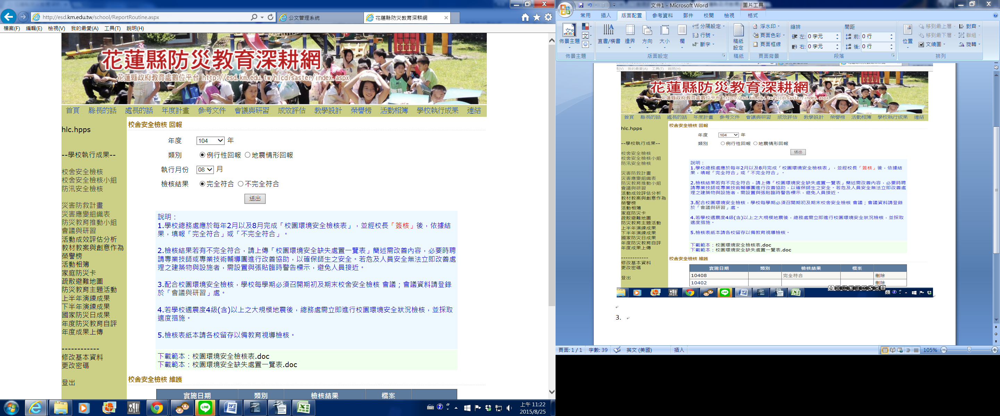 http://esd.km.edu.tw/school/ReportRoutine.aspx
公文管理系統
花蓮縣防災教育深耕網
檔案(F) 編輯(E) 檢視(V) 我的最愛(A) 工具(T) 說明(H)
花蓮縣防災教育深耕網
花蓮縣政府教育處數位平台 http://esd.km.edu.tw/hlcdisaster/index.aspx
首頁 縣長的話 處長的話 年度計畫 參考文件 會議與研習 成效評估 教學設計 榮譽榜 活動相簿 學校執行成果 連結
hlc.hpps
--學校執行成果--
校舍安全檢核
校舍安全檢核小組
防汛安全檢核
災害防救計畫
災害應變組織表
防災教育推動小組
會議與研習
活動成效評估分析
教材教案與創意作為
榮譽榜
活動相簿
家庭防災卡
疏散避難地圖
防災教育主題活動
上半年演練成果
下半年演練成果
國家防災日成果
年度防災教育自評
年度成果上傳
------------
修改基本資料
更改密碼
登出
校舍安全檢核 回報
年度 104 年
類別 例行性回報 地震情形回報
執行月份 08 月
檢核結果 完全符合 不完全符合
送出
說明：
1.學校總務處應於每年2月以及8月完成「校園環境安全檢核表」，並經校長「簽核」後，依據結
果，填報「完全符合」或「不完全符合」。
2.檢核結果若有不完全符合，請上傳「校園環境安全缺失處置一覽表」簡述需改善內容，必要時聘
請專業技師或專業技術輔導團進行改善協助，以確保師生之安全。若危及人員安全無法立即改善處
理之建築物與設施者，需設置與張貼臨時警告標示，避免人員接近。
3.配合校園環境安全檢核，學校每學期必須召開期初及期末校舍安全檢核 會議；會議資料請登錄
於「會議與研習」處。
4.若學校遇震度4級(含)以上之大規模地震後，總務處需立即進行校園環境安全狀況檢核，並採取
適度措施。
5.檢核表紙本請各校留存以備教育視導檢核。
下載範本：校園環境安全檢核表.doc
下載範本：校園環境安全缺失處置一覽表.doc
校舍安全檢核 維護
實施日期 類別 檢核結果 檔案
LINE
上午 11:22
2015/8/25
文件1 - Microsoft Word
圖片工具
常用 插入 版面配置 參考資料 郵件 校閱 檢視 格式
佈景主題
直書/橫書 邊界 方向 大小 欄
分隔設定
行號
斷字
稿紙
設定
浮水印
頁面色彩
頁面框線
縮排 間距
左: 0 字元 前: 0 行
右: 0 字元 後: 0 行
位置
移到最上層
移到最下層
文繞圖
對齊
群組
旋轉
佈景主題 版面設定 稿紙 頁面背景 段落 排列
(V) 我的最愛(A) 工具(T) 說明(H)
花蓮縣防災教育深耕網
花蓮縣政府教育處數位平台 http://esd.km.edu.tw/hlcdisaster/index.aspx
首頁 縣長的話 處長的話 年度計畫 參考文件 會議與研習 成效評估 教學設計 榮譽榜 活動相簿 學校執行成果 連結
hlc.hpps
--學校執行成果--
校舍安全檢核
校舍安全檢核小組
防汛安全檢核
災害防救計畫
災害應變組織表
防災教育推動小組
會議與研習
活動成效評估分析
教材教案與創意作為
榮譽榜
活動相簿
家庭防災卡
疏散避難地圖
防災教育主題活動
上半年演練成果
下半年演練成果
國家防災日成果
年度防災教育自評
年度成果上傳
------------
修改基本資料
更改密碼
登出
校舍安全檢核 回報
年度 104 年
類別 例行性回報 地震情形回報
送出
說明：
1.學校總務處應於每年2月以及8月完成「校園環境安全檢核表」，並經校長「簽核」後，依據結
果，填報「完全符合」或「不完全符合」。
2.檢核結果若有不完全符合，請上傳「校園環境安全缺失處置一覽表」簡述需改善內容，必要時聘
請專業技師或專業技術輔導團進行改善協助，以確保師生之安全。若危及人員安全無法立即改善處
理之建築物與設施者，需設置與張貼臨時警告標示，避免人員接近。
3.配合校園環境安全檢核，學校每學期必須召開期初及期末校舍安全檢核 會議；會議資料請登錄
於「會議與研習」處。
4.若學校遇震度4級(含)以上之大規模地震後，總務處需立即進行校園環境安全狀況檢核，並採取
適度措施。
5.檢核表紙本請各校留存以備教育視導檢核。
下載範本：校園環境安全檢核表.doc
下載範本：校園環境安全缺失處置一覽表.doc
校舍安全檢核 維護
實施日期 類別 檢核結果 檔案
10408 完全符合 刪除
10402 刪除
3.
頁面: 1 / 1 字數: 39 英文 (美國) 插入 105%